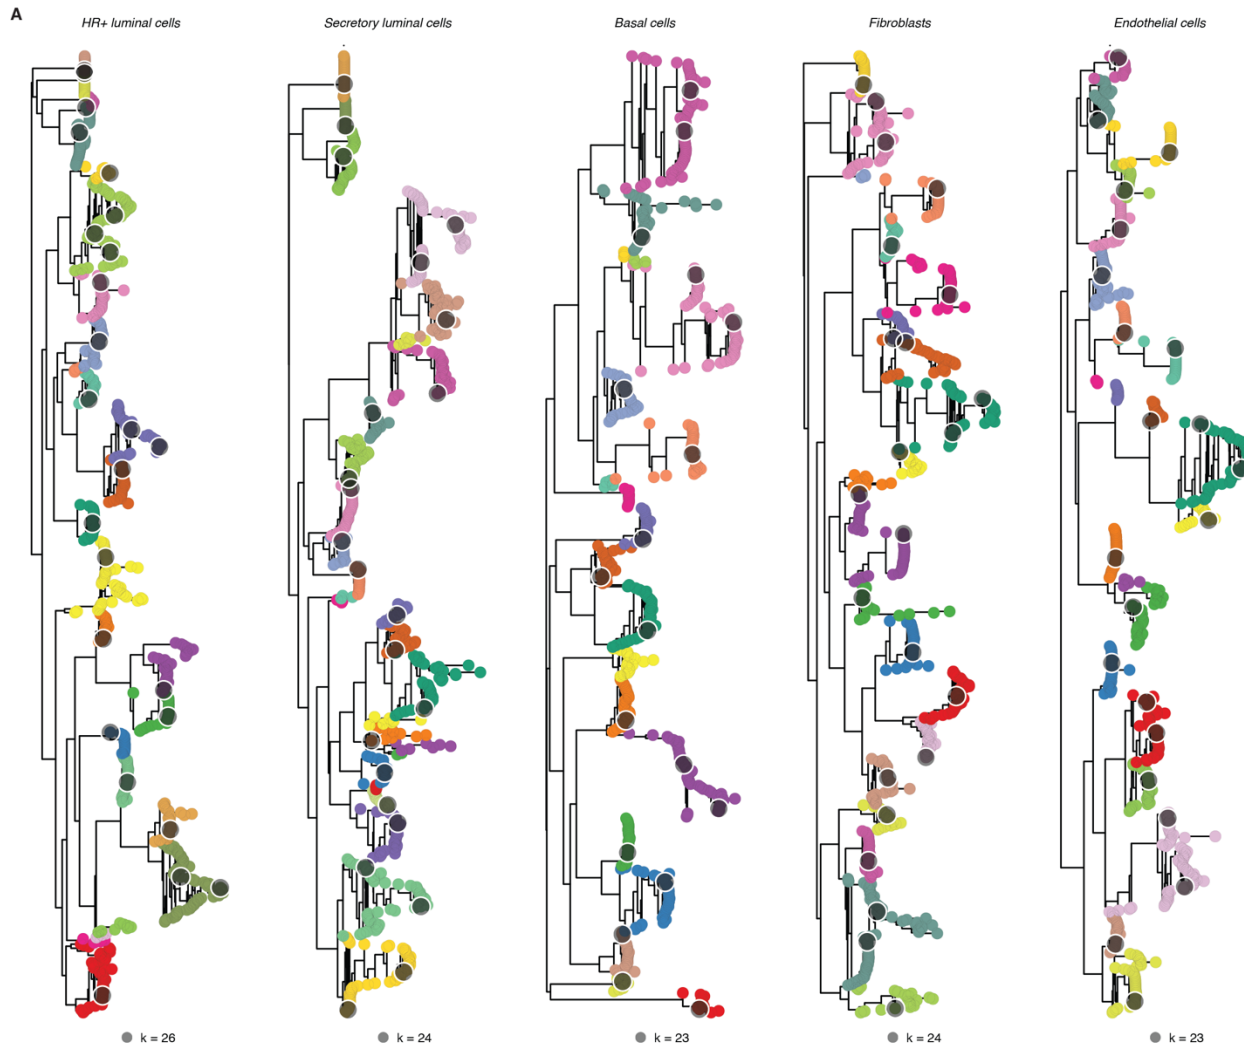 A
HR+ luminal cells
Secretory luminal cells
Basal cells
Fibroblasts
Endothelial cells
k = 26
k = 24
k = 23
k = 24
k = 23